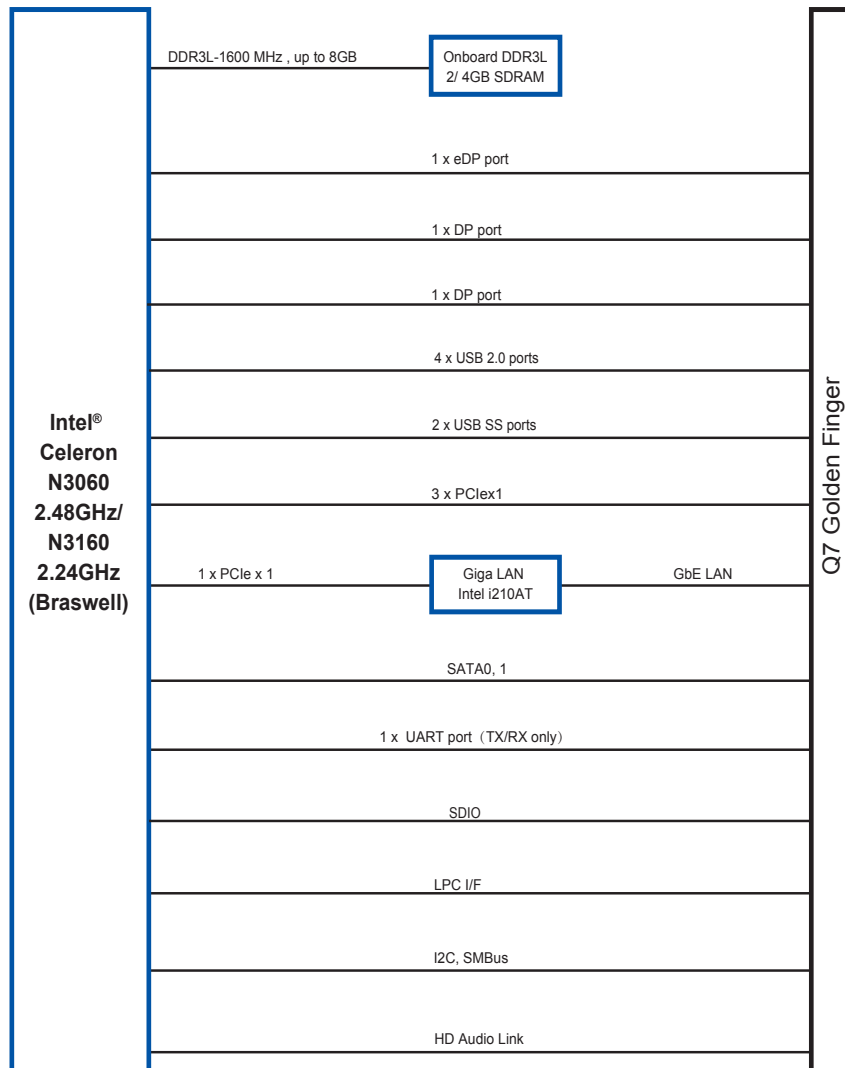 DDR3L-1600 MHz , up to 8GB
Onboard DDR3L
2/ 4GB SDRAM
1 x eDP port
1 x DP port
1 x DP port
4 x USB 2.0 ports
2 x USB SS ports
3 x PCIex1
Intel®
Celeron
N3060
2.48GHz/
N3160
2.24GHz
(Braswell)
1 x PCIe x 1
Giga LAN
Intel i210AT
GbE LAN
SATA0, 1
1 x  UART port（TX/RX only）
SDIO
LPC I/F
I2C, SMBus
HD Audio Link
Q7 Golden Finger